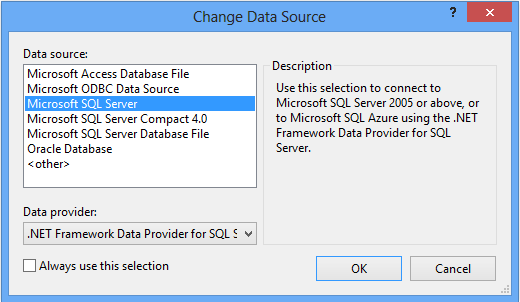 Change Data Source
?
Data source:
Microsoft Access Database File
Microsoft ODBC Data Source
Microsoft SQL Server
Microsoft SQL Server Compact 4.0
Microsoft SQL Server Database File
Oracle Database
<other>
Description
Use this selection to connect to
Microsoft SQL Server 2005 or above, or
to Microsoft SQL Azure using the .NET
Framework Data Provider for SQL
Server.
Data provider:
.NET Framework Data Provider for SQL S
Always use this selection
OK
Cancel